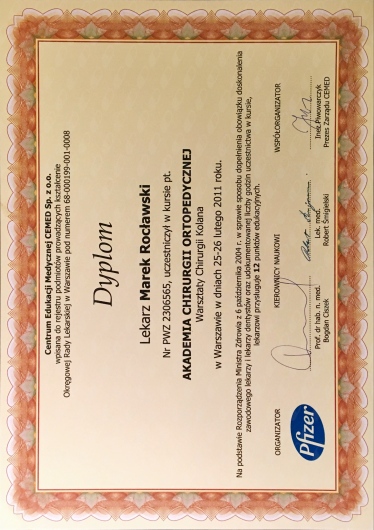 Centrum Edukacji Medycznej CEMED Sp. z o.o.
wpisana do rejestru podmiotów prowadzących kształcenie
Okręgowej Rady Lekarskiej w Warszawie pod numerem 68-000199-001-0008
Dyplom
Lekarz Marek Rocławski
Nr PWZ 2306565, uczestniczył w kursie pt.
AKADEMIA CHIRURGII ORTOPEDYCZNEJ
Warsztaty Chirurgii Kolana
w Warszawie w dniach 25-26 lutego 2011 roku.
Na podstawie Rozporządzenia Ministra Zdrowia z 6 października 2004 r. w sprawie sposobu dopełnienia obowiązku doskonalenia
zawodowego lekarzy i lekarzy dentystów oraz udokumentowanej liczby godzin uczestnictwa w kursie,
lekarzowi przysługuje 12 punktów edukacyjnych.
ORGANIZATOR
KIEROWNICY NAUKOWI
WSPÓŁORGANIZATOR
Pfizer
Prof. dr hab. n. med.
Bogdan Ciszek
Lek. med.
Robert Śmigielski
Inez Piwowarczyk
Prezes Zarządu CEMED